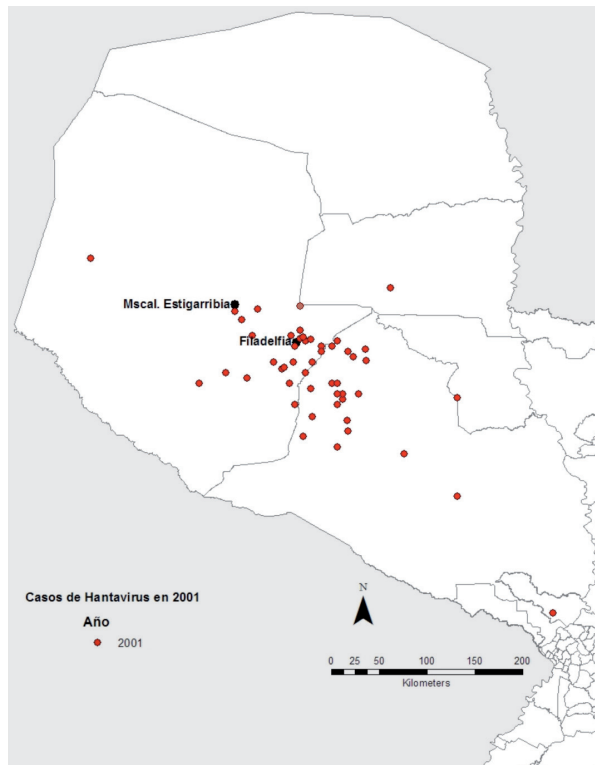 Mscal. Estigarribia
Filadelfia
Casos de Hantavirus en 2001
Año
2001
N
0 25 50 100 150 200
Kilometers